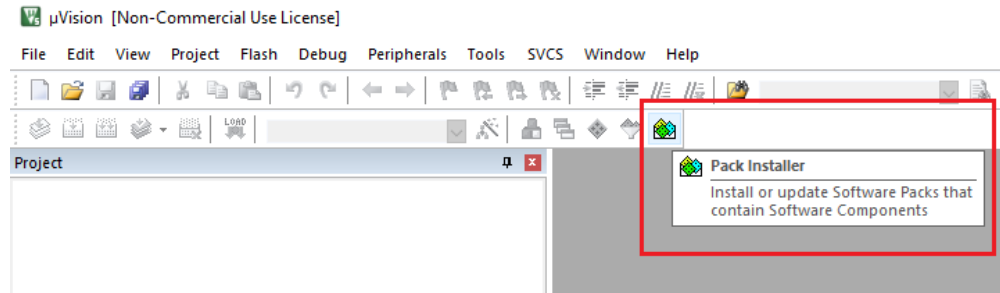 µVision [Non-Commercial Use License]
File Edit View Project Flash Debug Peripherals Tools SVCS Window Help
LOAD
Project
Pack Installer
Install or update Software Packs that
contain Software Components